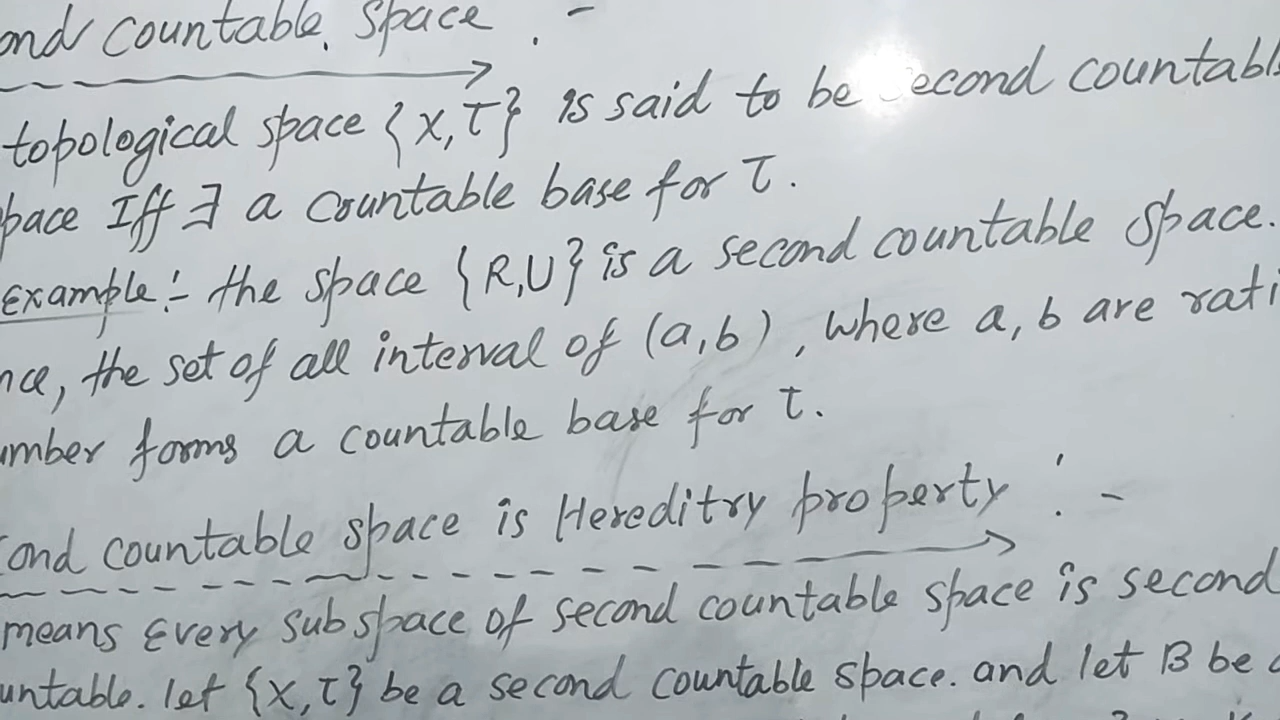 ond countable. space . -
topological space {X, τ} is said to be second countabl
pace Iff ∃ a countable base for τ.
Example:- the space {R,U} is a second countable space.
nce, the set of all interval of (a,b), where a, b are rati
umber forms a countable base for τ.
cond countable space is Hereditry property :-
means Every subspace of second countable space is second
untable. let {X, τ} be a second countable space. and let B be a